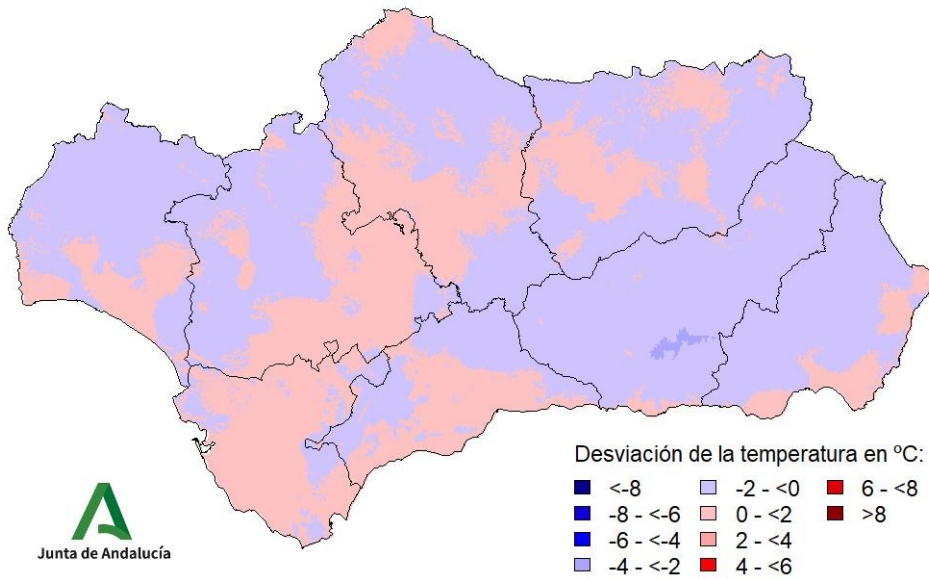 Desviación de la temperatura en ºC:
<-8
-8 - <-6
-6 - <-4
-4 - <-2
-2 - <0
0 - <2
2 - <4
4 - <6
6 - <8
>8
Junta de Andalucía